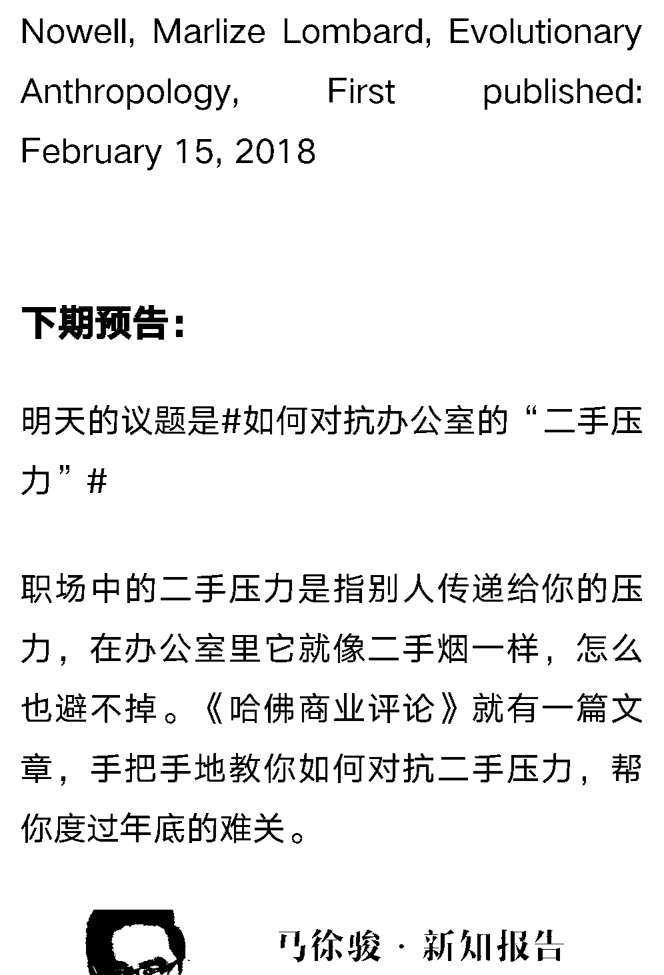 Nowell, Marlize Lombard, Evolutionary
Anthropology, First published:
February 15, 2018
下期预告：
明天的议题是#如何对抗办公室的“二手压
力”#
职场中的二手压力是指别人传递给你的压
力，在办公室里它就像二手烟一样，怎么
也避不掉。《哈佛商业评论》就有一篇文
章，手把手地教你如何对抗二手压力，帮
你度过年底的难关。
马徐骏·新知报告